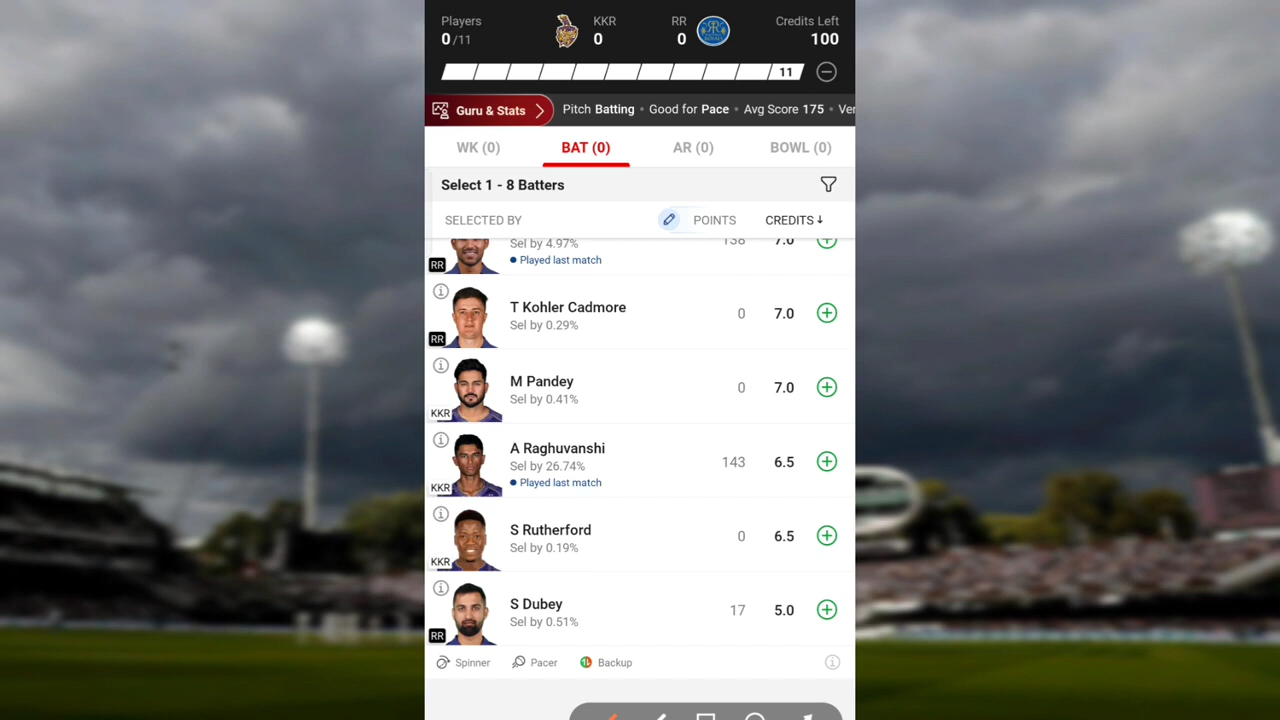 Players
0 /11
KKR
0
RR
0
Credits Left
100
11
Guru & Stats
Pitch Batting • Good for Pace • Avg Score 175 •
WK (0)
BAT (0)
AR (0)
BOWL (0)
Select 1 - 8 Batters
SELECTED BY
POINTS
CREDITS↓
Sel by 4.97%
138
7.0
Played last match
RR
T Kohler Cadmore
Sel by 0.29%
0
7.0
RR
M Pandey
Sel by 0.41%
0
7.0
KKR
A Raghuvanshi
Sel by 26.74%
143
6.5
Played last match
KKR
S Rutherford
Sel by 0.19%
0
6.5
KKR
S Dubey
Sel by 0.51%
17
5.0
RR
Spinner
Pacer
Backup